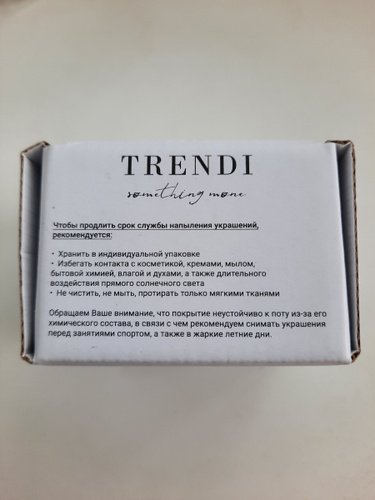 TRENDI
something more
Чтобы продлить срок службы напыления украшений,
рекомендуется:
• Хранить в индивидуальной упаковке
• Избегать контакта с косметикой, кремами, мылом,
бытовой химией, влагой и духами, а также длительного
воздействия прямого солнечного света
• Не чистить, не мыть, протирать только мягкими тканями
Обращаем Ваше внимание, что покрытие неустойчиво к поту из-за его
химического состава, в связи с чем рекомендуем снимать украшения
перед занятиями спортом, а также в жаркие летние дни.